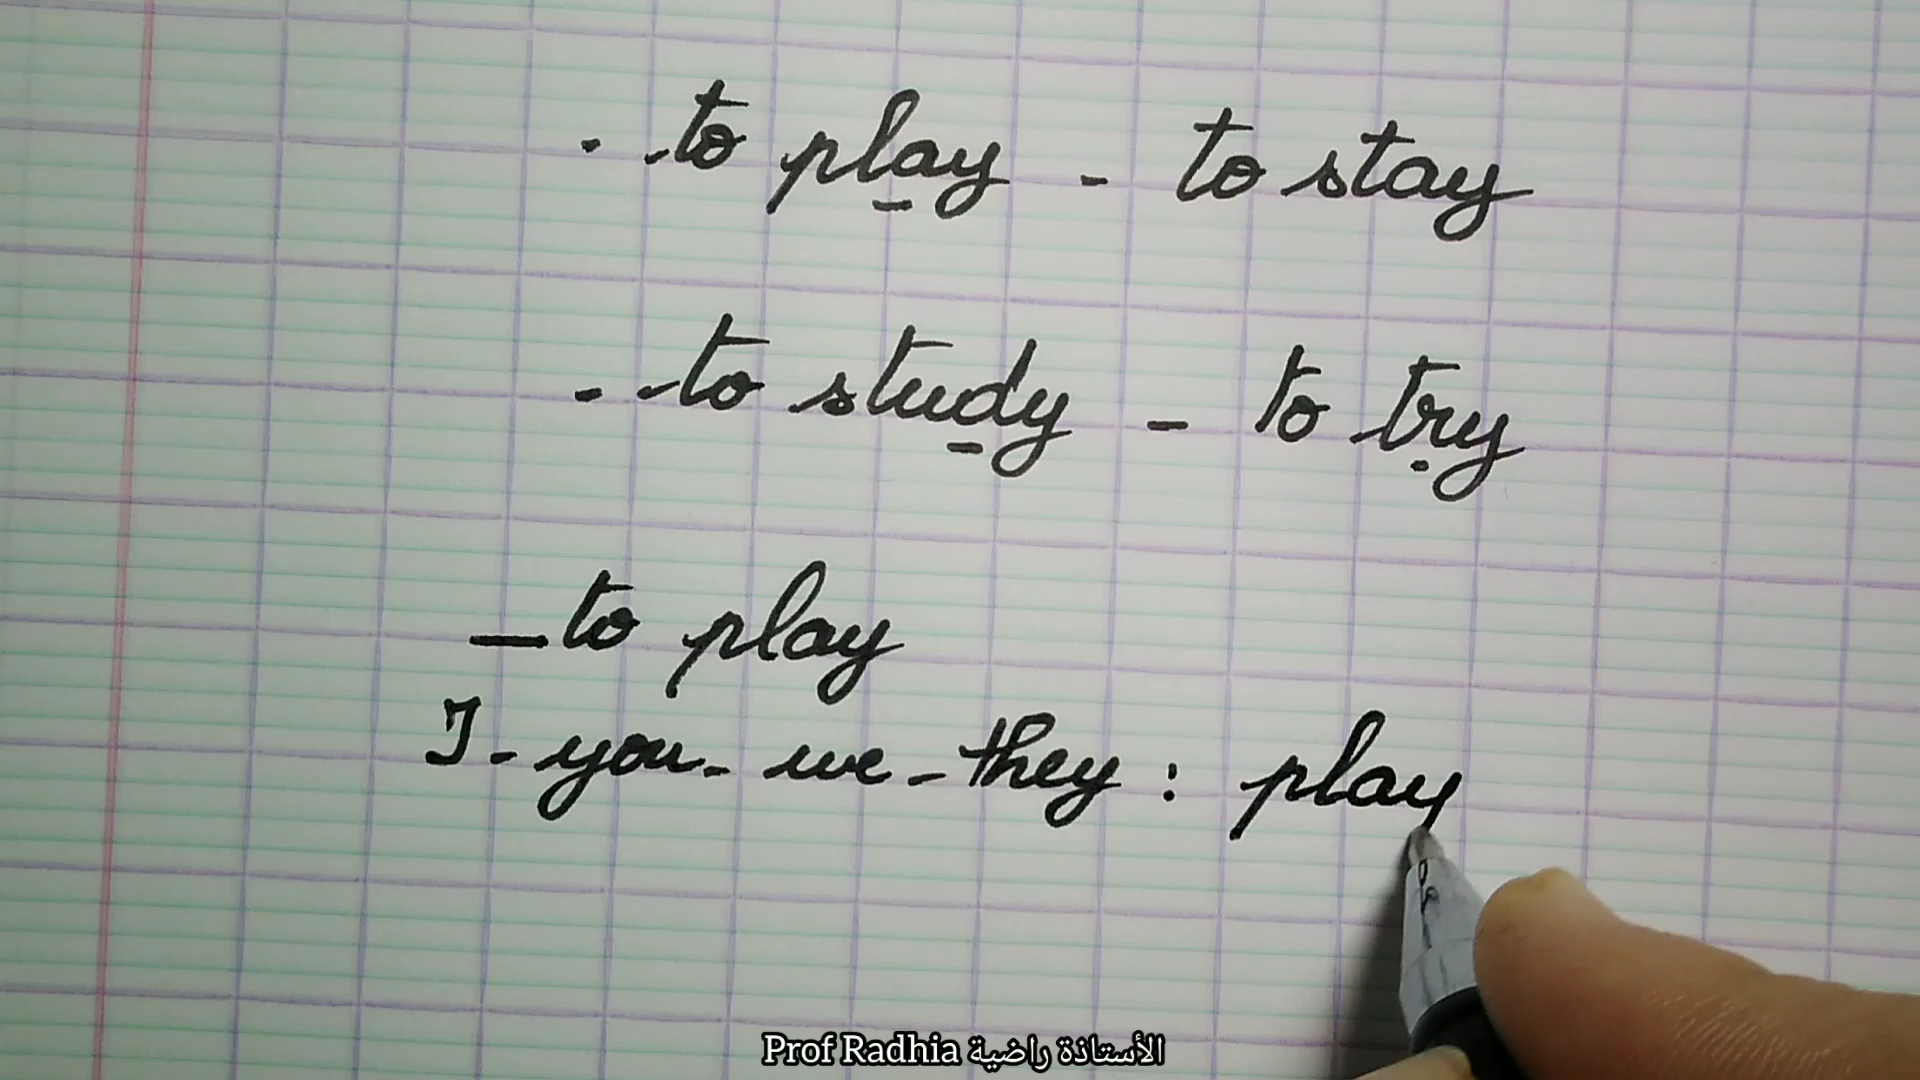 - - to play - to stay
- - to study - to try
- to play
I - you - we - they : play
Prof Radhia الأستاذة راضية